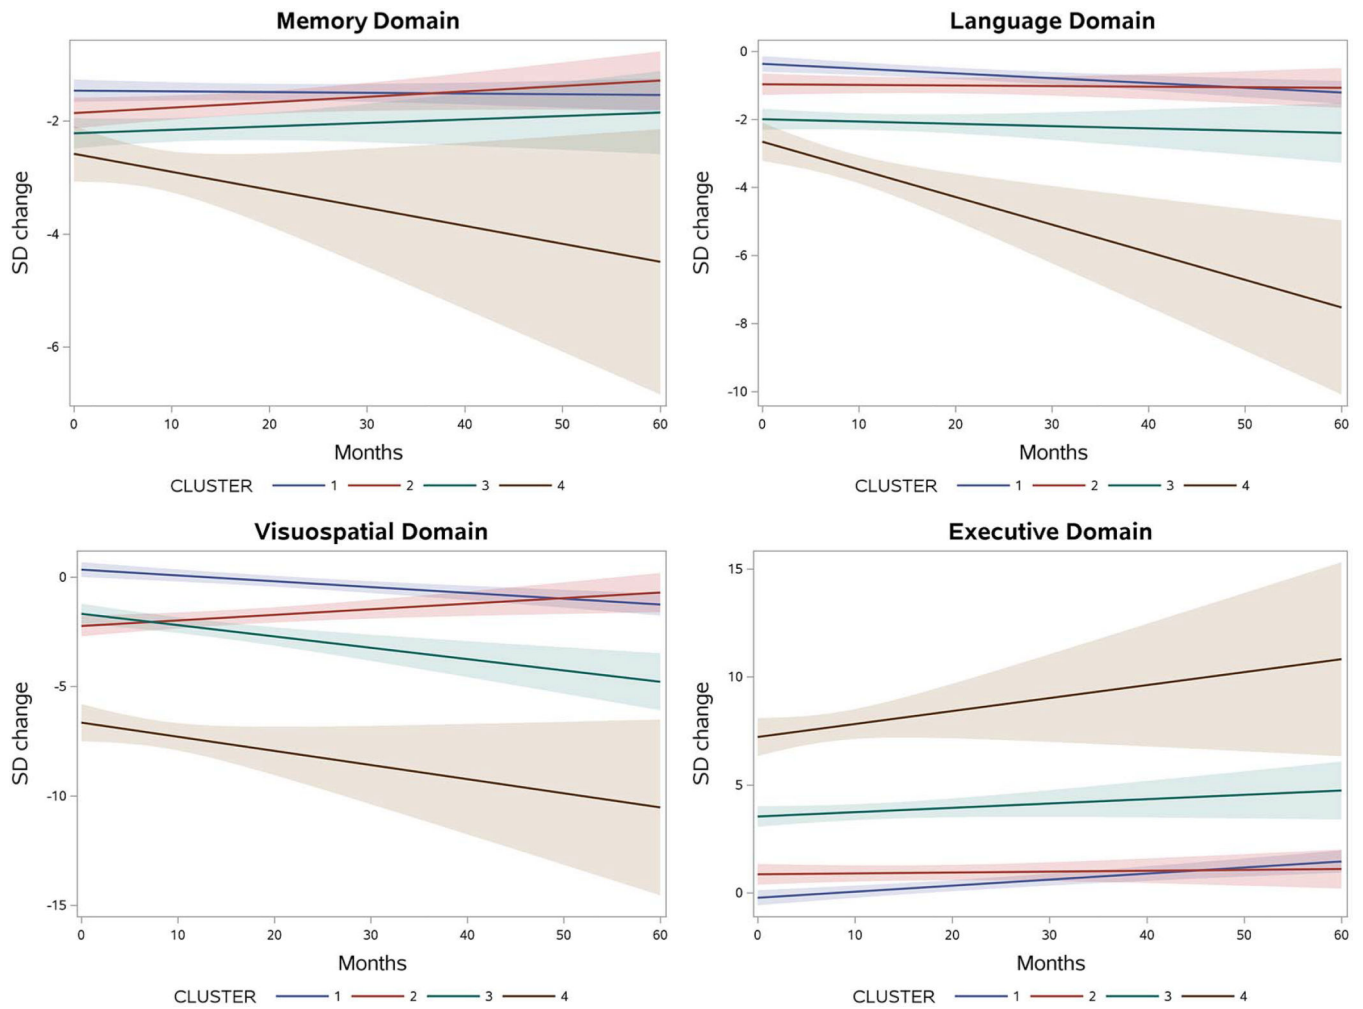 Memory Domain
SD change
-2
-4
-6
0 10 20 30 40 50 60
Months
CLUSTER 1 2 3 4
Language Domain
SD change
0
-2
-4
-6
-8
-10
0 10 20 30 40 50 60
Months
CLUSTER 1 2 3 4
Visuospatial Domain
SD change
0
-5
-10
-15
0 10 20 30 40 50 60
Months
CLUSTER 1 2 3 4
Executive Domain
SD change
15
10
5
0
0 10 20 30 40 50 60
Months
CLUSTER 1 2 3 4